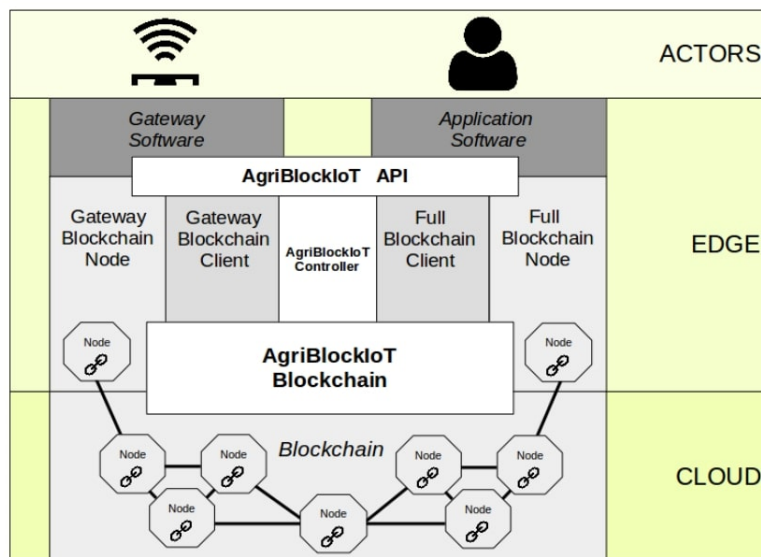 ACTORS
Gateway
Software
Application
Software
AgriBlockIoT API
Gateway
Blockchain
Node
Gateway
Blockchain
Client
AgriBlockIoT
Controller
Full
Blockchain
Client
Full
Blockchain
Node
EDGE
Node
AgriBlockIoT
Blockchain
Node
Blockchain
Node
Node
Node
Node
CLOUD
Node
Node
Node